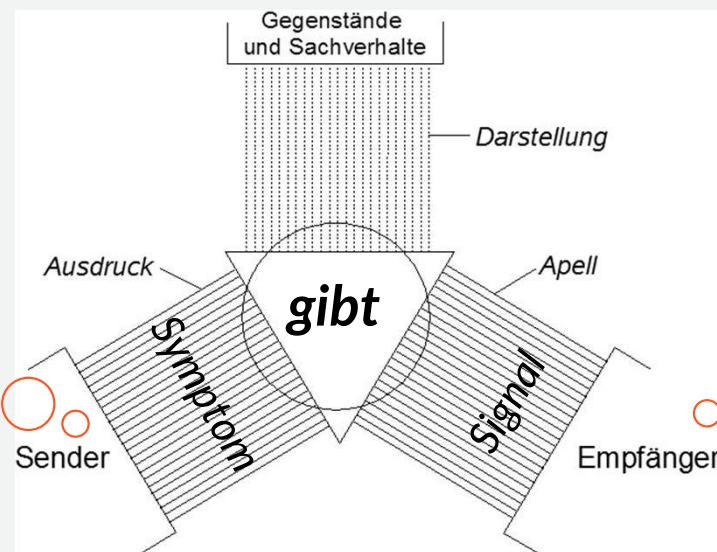 Gegenstände
und Sachverhalte
Darstellung
Ausdruck
Apell
gibt
Symptom
Signal
Sender
Empfänger